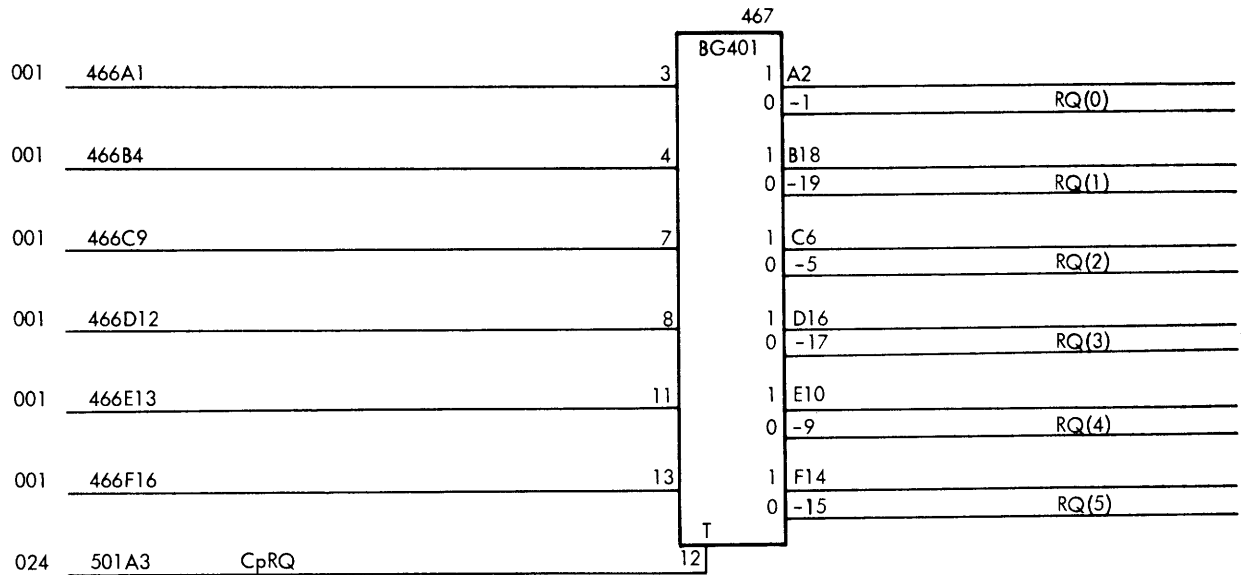 467
BG401
001 466A1 3 1 A2
0 -1 RQ(0)
001 466B4 4 1 B18
0 -19 RQ(1)
001 466C9 7 1 C6
0 -5 RQ(2)
001 466D12 8 1 D16
0 -17 RQ(3)
001 466E13 11 1 E10
0 -9 RQ(4)
001 466F16 13 1 F14
0 -15 RQ(5)
T
024 501A3 CpRQ 12